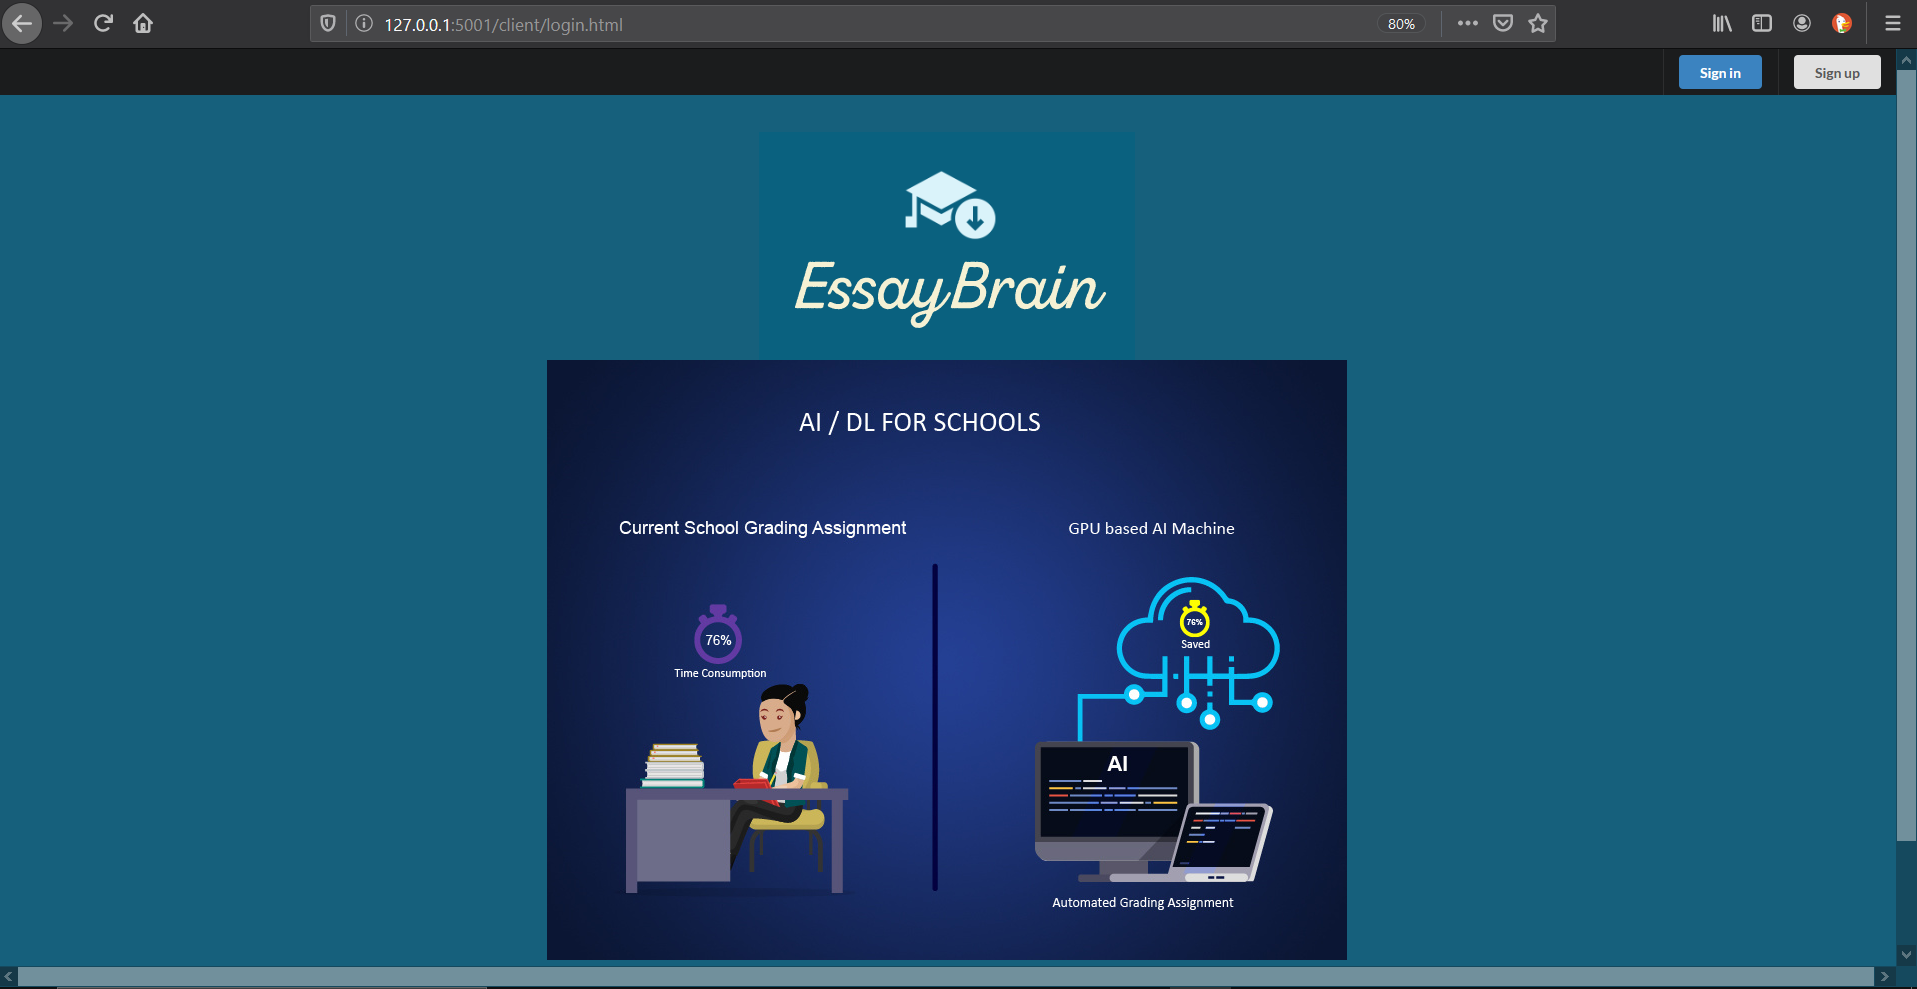 127.0.0.1:5001/client/login.html
80%
Sign in
Sign up
EssayBrain
AI / DL FOR SCHOOLS
Current School Grading Assignment
GPU based AI Machine
76%
Time Consumption
76%
Saved
AI
Automated Grading Assignment